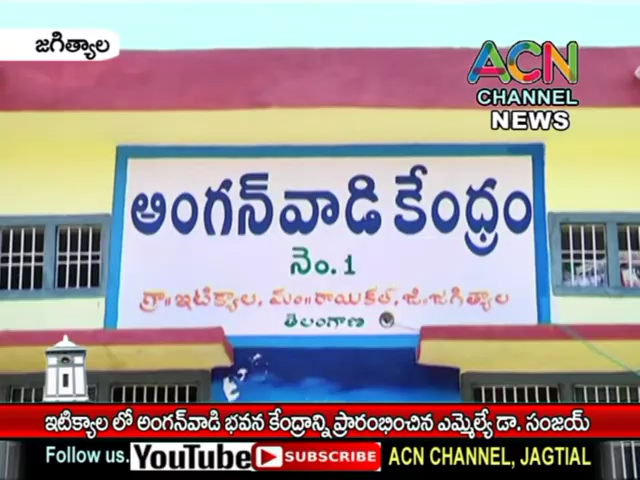 జగిత్యాల
ACN
CHANNEL
NEWS
అంగన్‌వాడి కేంద్రం
నెం. 1
గ్రా॥ ఇటిక్యాల, మం॥ రాయికల్, జి. జగిత్యాల
తెలంగాణ
ఇటిక్యాల లో అంగన్‌వాడి భవన కేంద్రాన్ని ప్రారంభించిన ఎమ్మెల్యే డా. సంజయ్
Follow us. YouTube SUBSCRIBE ACN CHANNEL, JAGTIAL